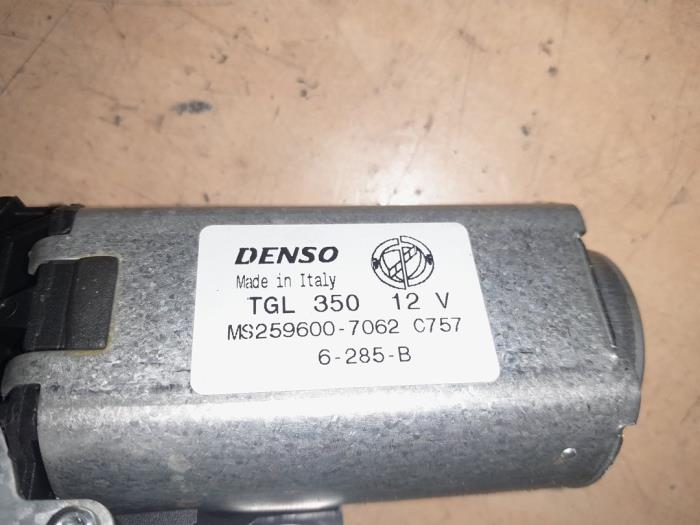 DENSO
Made in Italy
TGL 350 12 V
MS259600-7062 C757
6-285-B